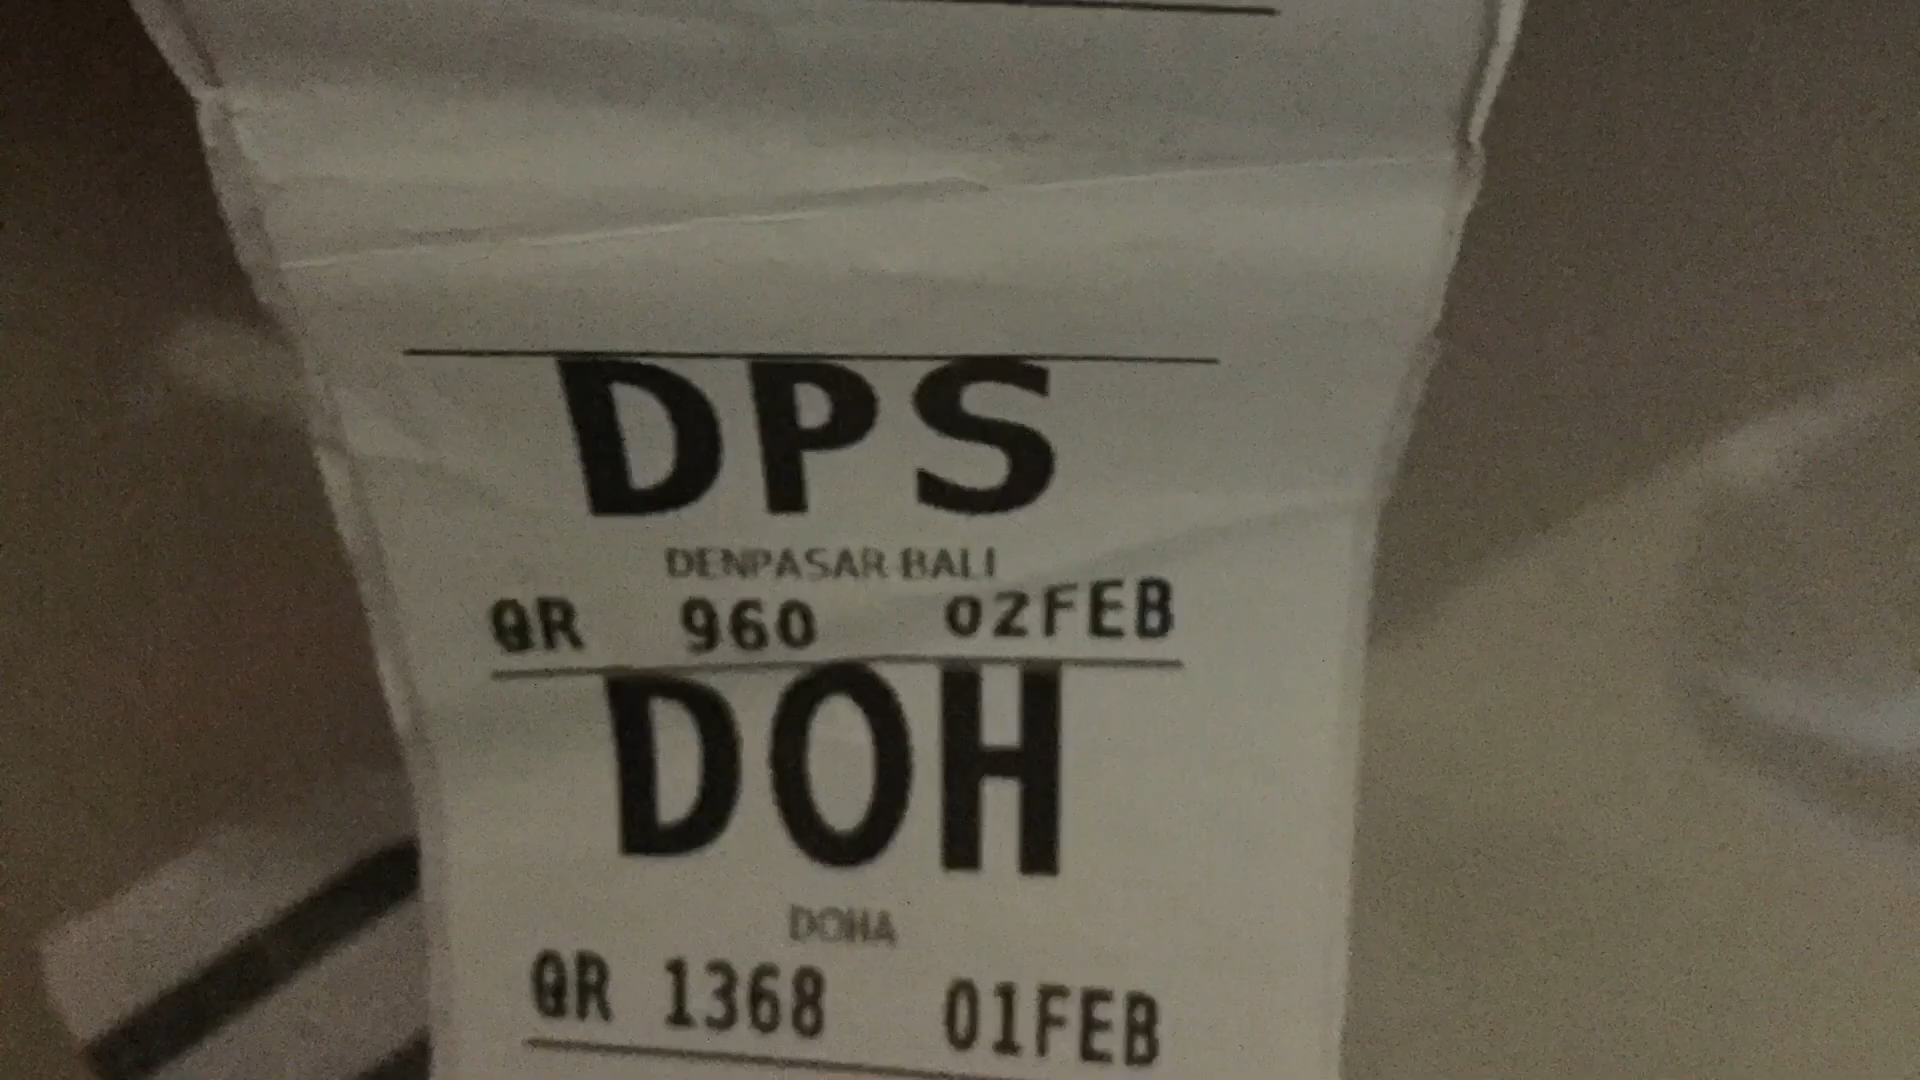 DPS
DENPASAR BALI
QR 960 02FEB
DOH
DOHA
QR 1368 01FEB